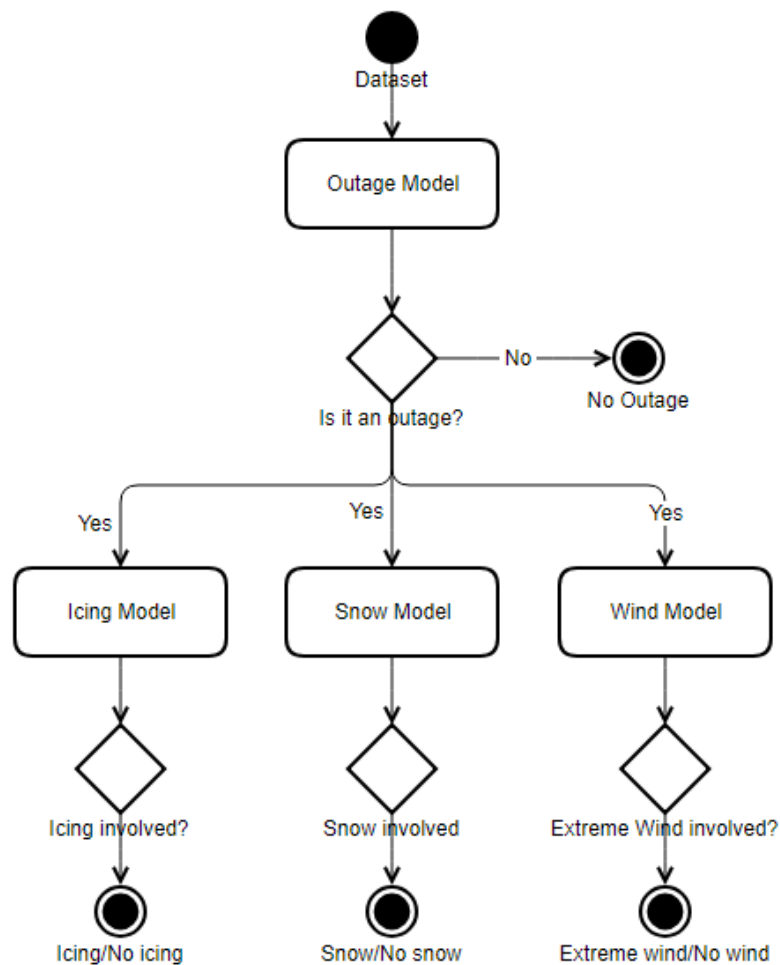 Dataset
Outage Model
No
No Outage
Is it an outage?
Yes
Yes
Yes
Icing Model
Snow Model
Wind Model
Icing involved?
Snow involved
Extreme Wind involved?
Icing/No icing
Snow/No snow
Extreme wind/No wind